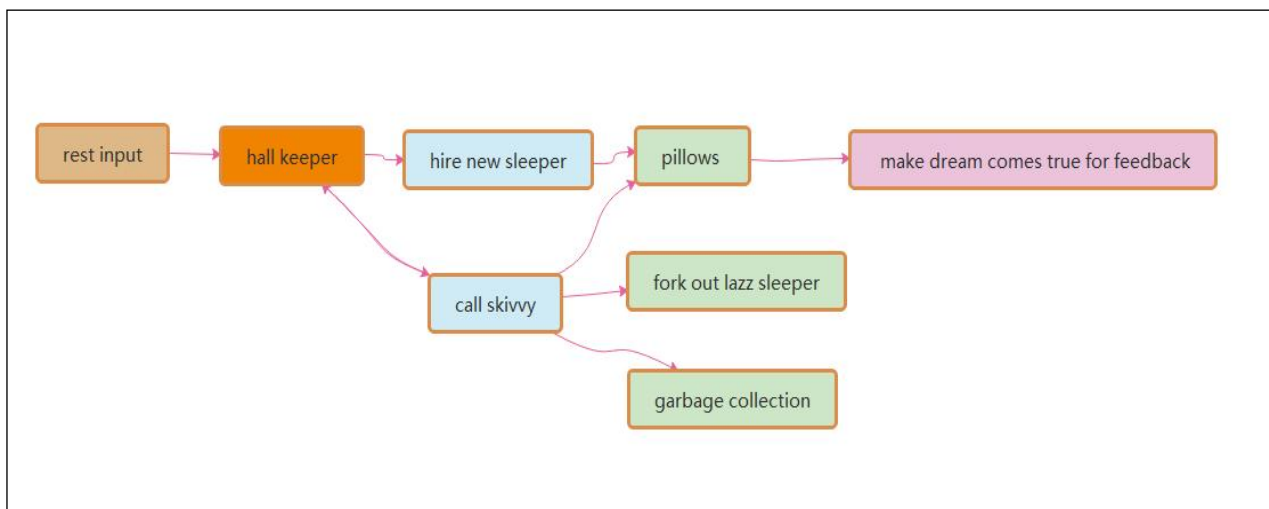 rest input
hall keeper
hire new sleeper
pillows
make dream comes true for feedback
call skivvy
fork out lazz sleeper
garbage collection